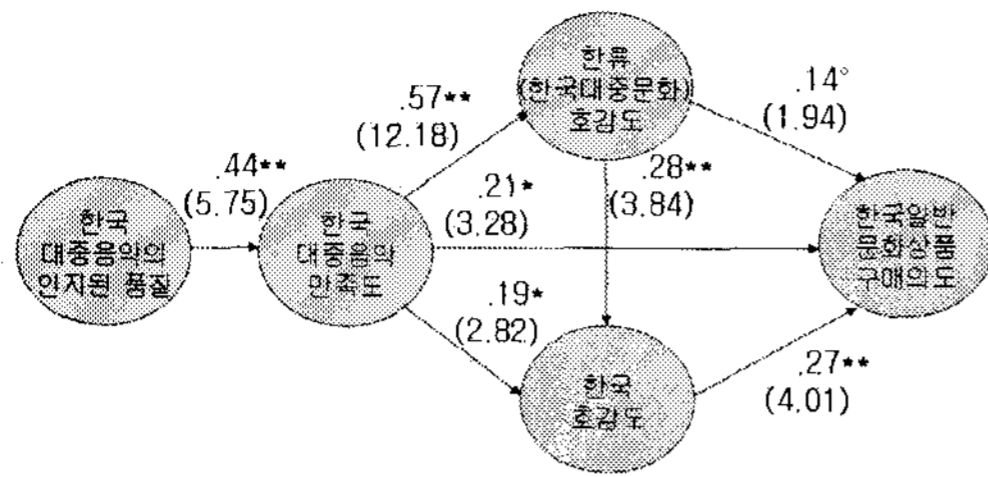 한류
(한국대중문화)
호감도
.14°
(1.94)
.57**
(12.18)
.44**
(5.75)
.21*
(3.28)
.28**
(3.84)
한국
대중음악의
인지된 품질
한국
대중음악
만족도
한국일반
문화상품
구매의도
.19*
(2.82)
한국
호감도
.27**
(4.01)